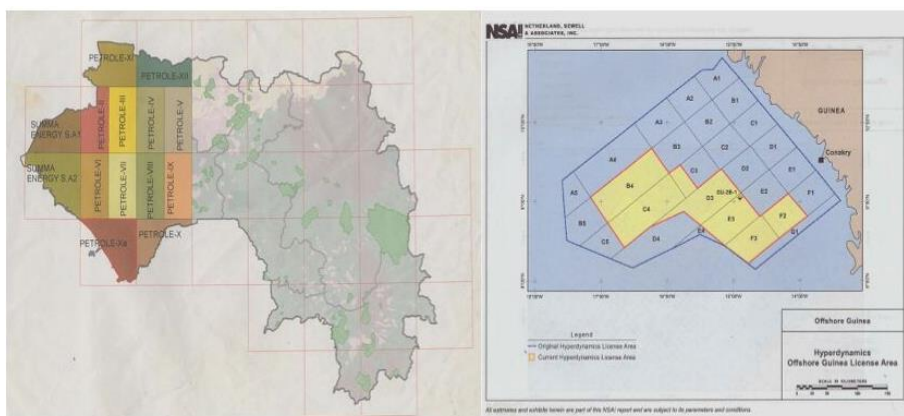 PETROLE-XI
PETROLE-XII
PETROLE-II
PETROLE-III
PETROLE-IV
PETROLE-V
SUMMA
ENERGY S.A1
SUMMA
ENERGY S.A2
PETROLE-VI
PETROLE-VII
PETROLE-VIII
PETROLE-IX
PETROLE-X
NSAI
NETHERLAND, SEWELL
& ASSOCIATES, INC.
A1
A2
B1
A3
B2
C1
GUINEA
A4
B3
C2
D1
Conakry
A5
B4
C3
D2
E1
D3
E2
F1
B5
C4
E3
F2
C5
D4
E4
F3
G1
Legend
Original Hyperdynamics License Area
Current Hyperdynamics License Area
Offshore Guinea
Hyperdynamics
Offshore Guinea License Area
SCALE IN KILOMETERS
All estimates and exhibits herein are part of this NSAI report and are subject to its parameters and conditions.